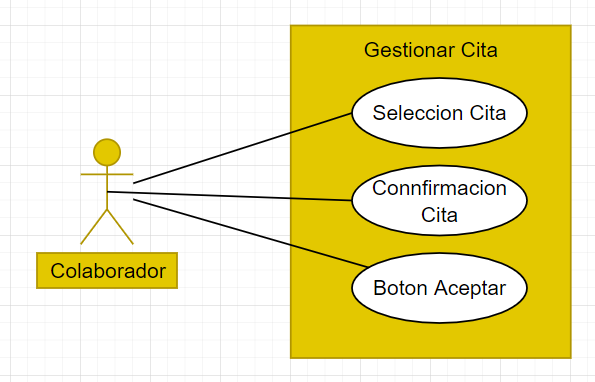 Gestionar Cita
Seleccion Cita
Connfirmacion
Cita
Colaborador
Boton Aceptar